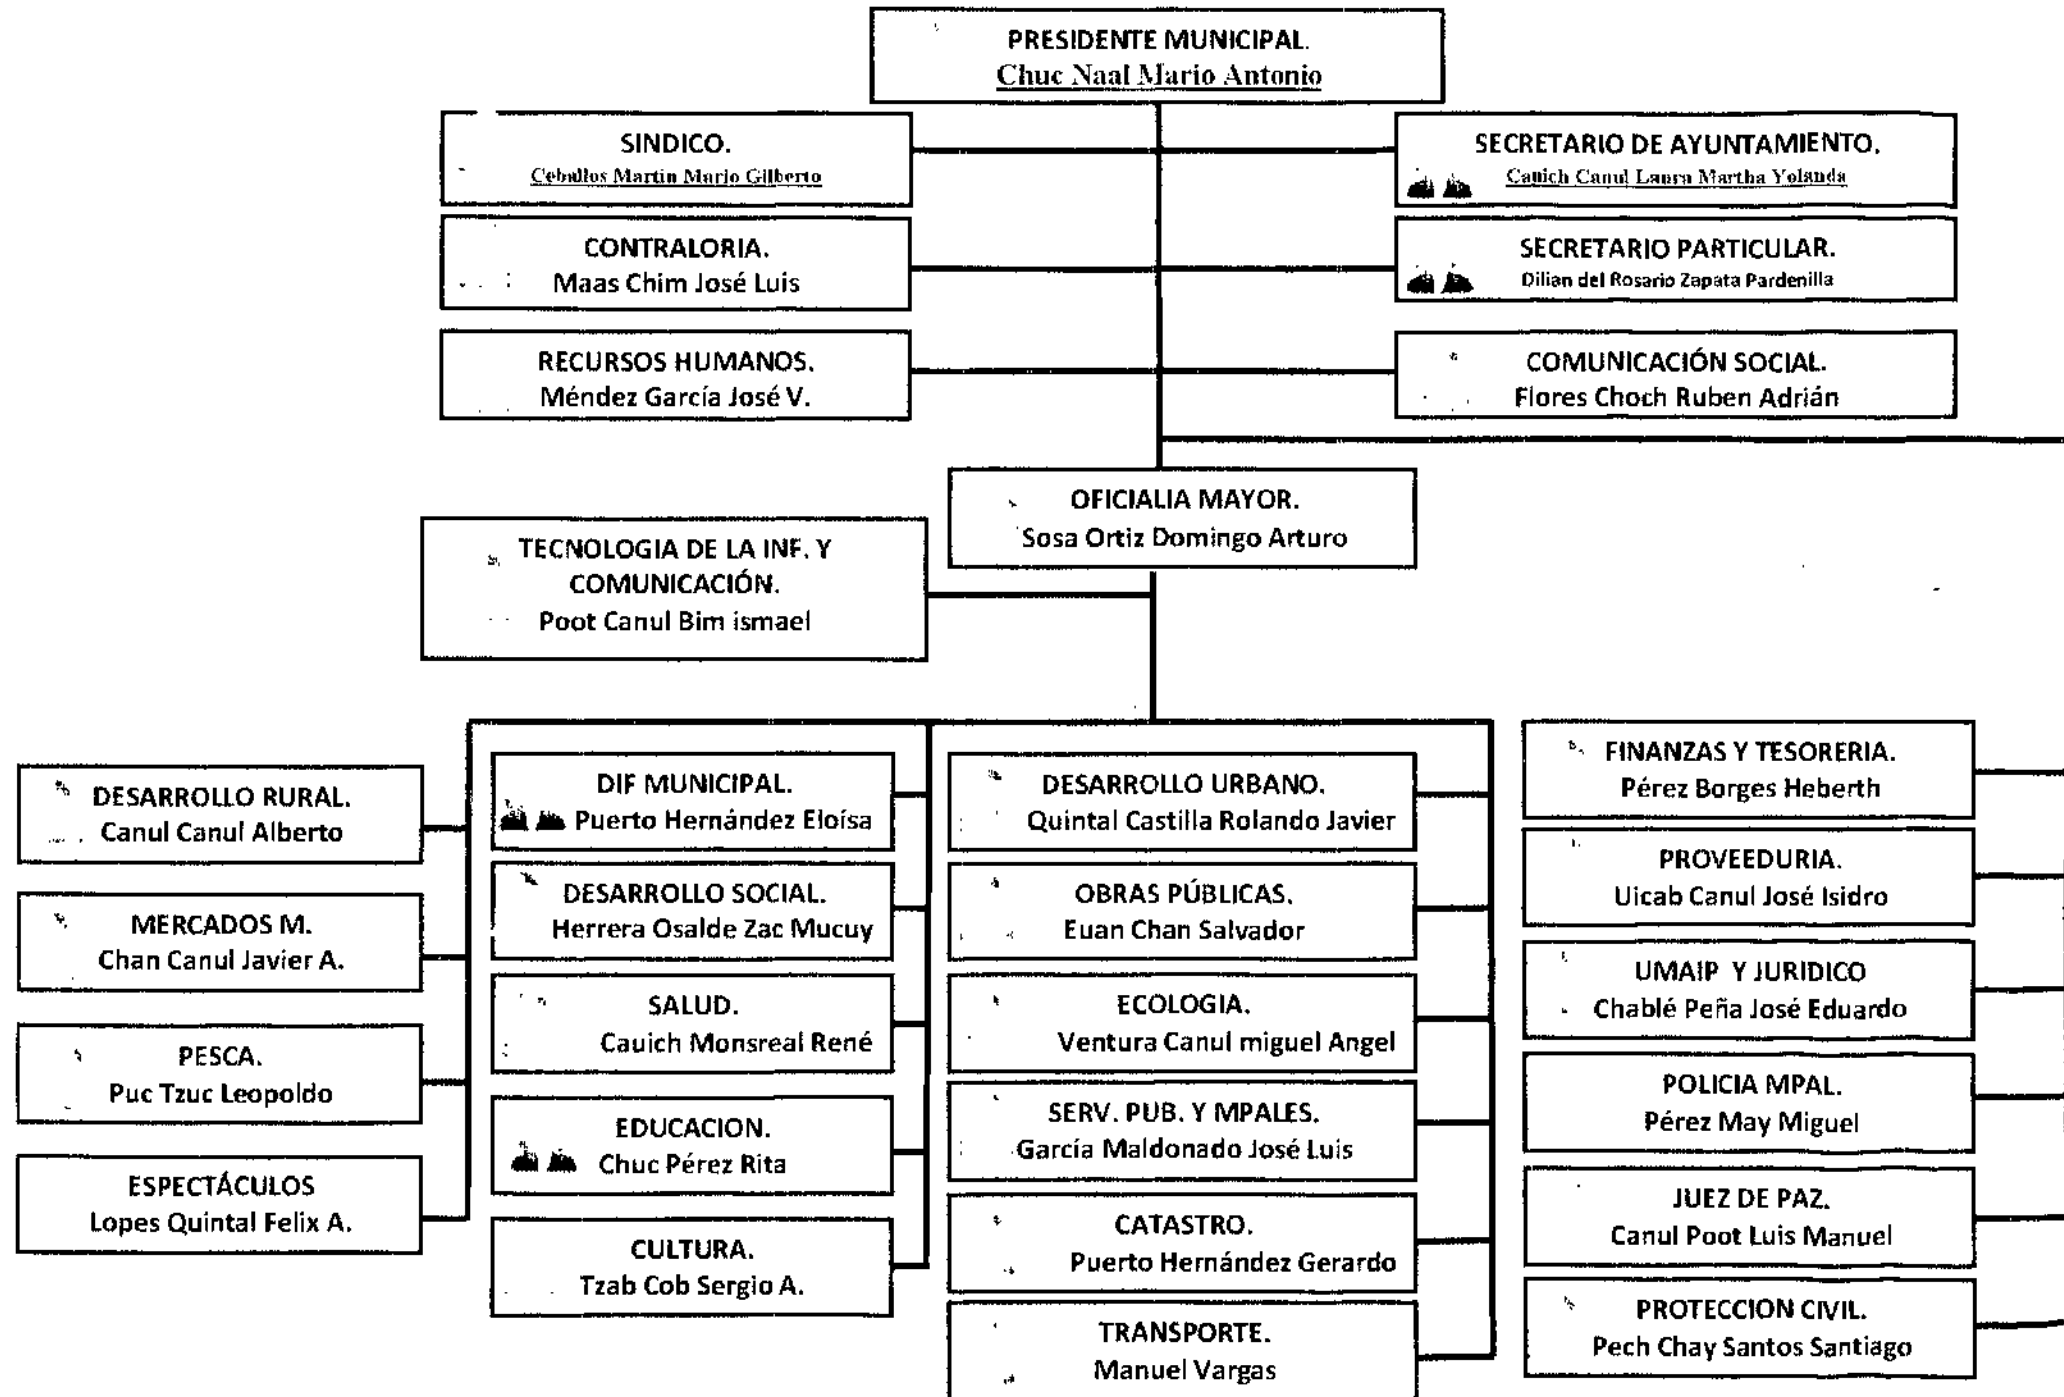 PRESIDENTE MUNICIPAL.
Chuc Naal Mario Antonio
SINDICO.
Ceballos Martin Mario Gilberto
SECRETARIO DE AYUNTAMIENTO.
Cauich Canul Laura Martha Yolanda
CONTRALORIA.
Maas Chim José Luis
SECRETARIO PARTICULAR.
Dilian del Rosario Zapata Pardenilla
RECURSOS HUMANOS.
Méndez García José V.
COMUNICACIÓN SOCIAL.
Flores Choch Ruben Adrián
OFICIALIA MAYOR.
Sosa Ortiz Domingo Arturo
TECNOLOGIA DE LA INF. Y
COMUNICACIÓN.
Poot Canul Bim ismael
DESARROLLO RURAL.
Canul Canul Alberto
MERCADOS M.
Chan Canul Javier A.
PESCA.
Puc Tzuc Leopoldo
ESPECTÁCULOS
Lopes Quintal Felix A.
DIF MUNICIPAL.
Puerto Hernández Eloísa
DESARROLLO SOCIAL.
Herrera Osalde Zac Mucuy
SALUD.
Cauich Monsreal René
EDUCACION.
Chuc Pérez Rita
CULTURA.
Tzab Cob Sergio A.
DESARROLLO URBANO.
Quintal Castilla Rolando Javier
OBRAS PÚBLICAS.
Euan Chan Salvador
ECOLOGIA.
Ventura Canul miguel Angel
SERV. PUB. Y MPALES.
García Maldonado José Luis
CATASTRO.
Puerto Hernández Gerardo
TRANSPORTE.
Manuel Vargas
FINANZAS Y TESORERIA.
Pérez Borges Heberth
PROVEEDURIA.
Uicab Canul José Isidro
UMAIP Y JURIDICO
Chablé Peña José Eduardo
POLICIA MPAL.
Pérez May Miguel
JUEZ DE PAZ.
Canul Poot Luis Manuel
PROTECCION CIVIL.
Pech Chay Santos Santiago